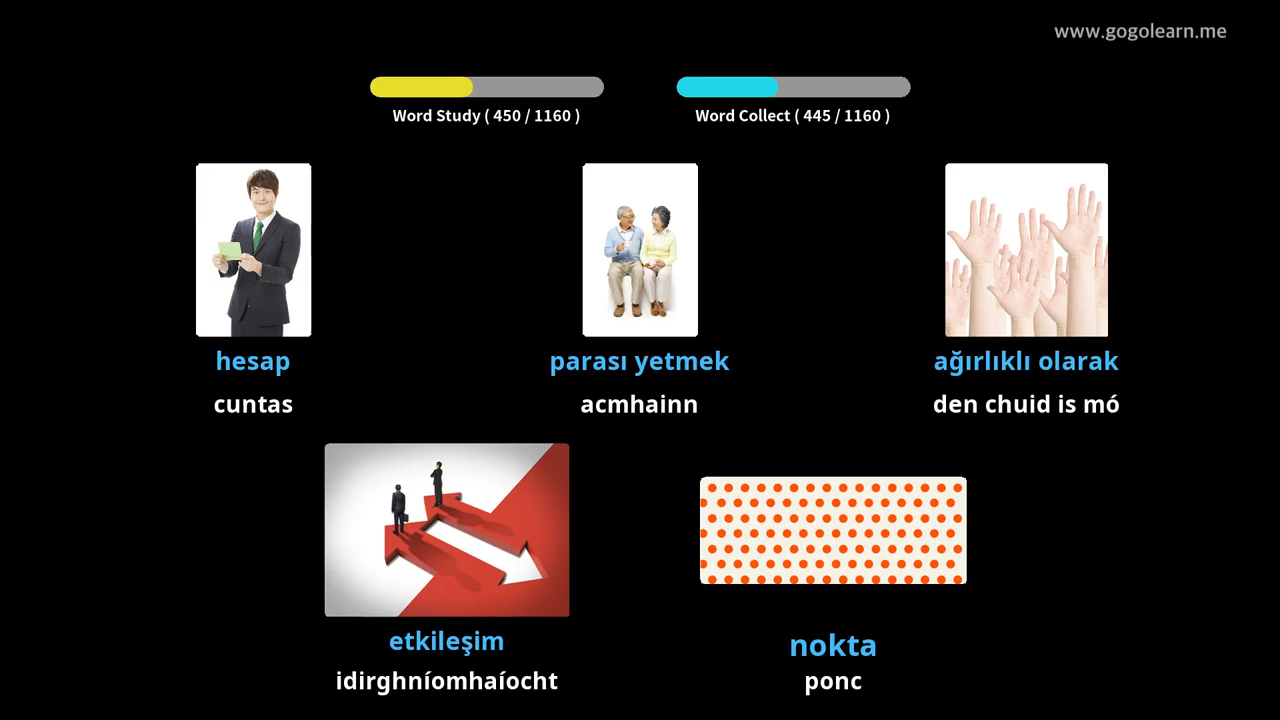 www.gogolearn.me
Word Study ( 450 / 1160 )
Word Collect ( 445 / 1160 )
hesap
cuntas
parası yetmek
acmhainn
ağırlıklı olarak
den chuid is mó
etkileşim
idirghníomhaíocht
nokta
ponc